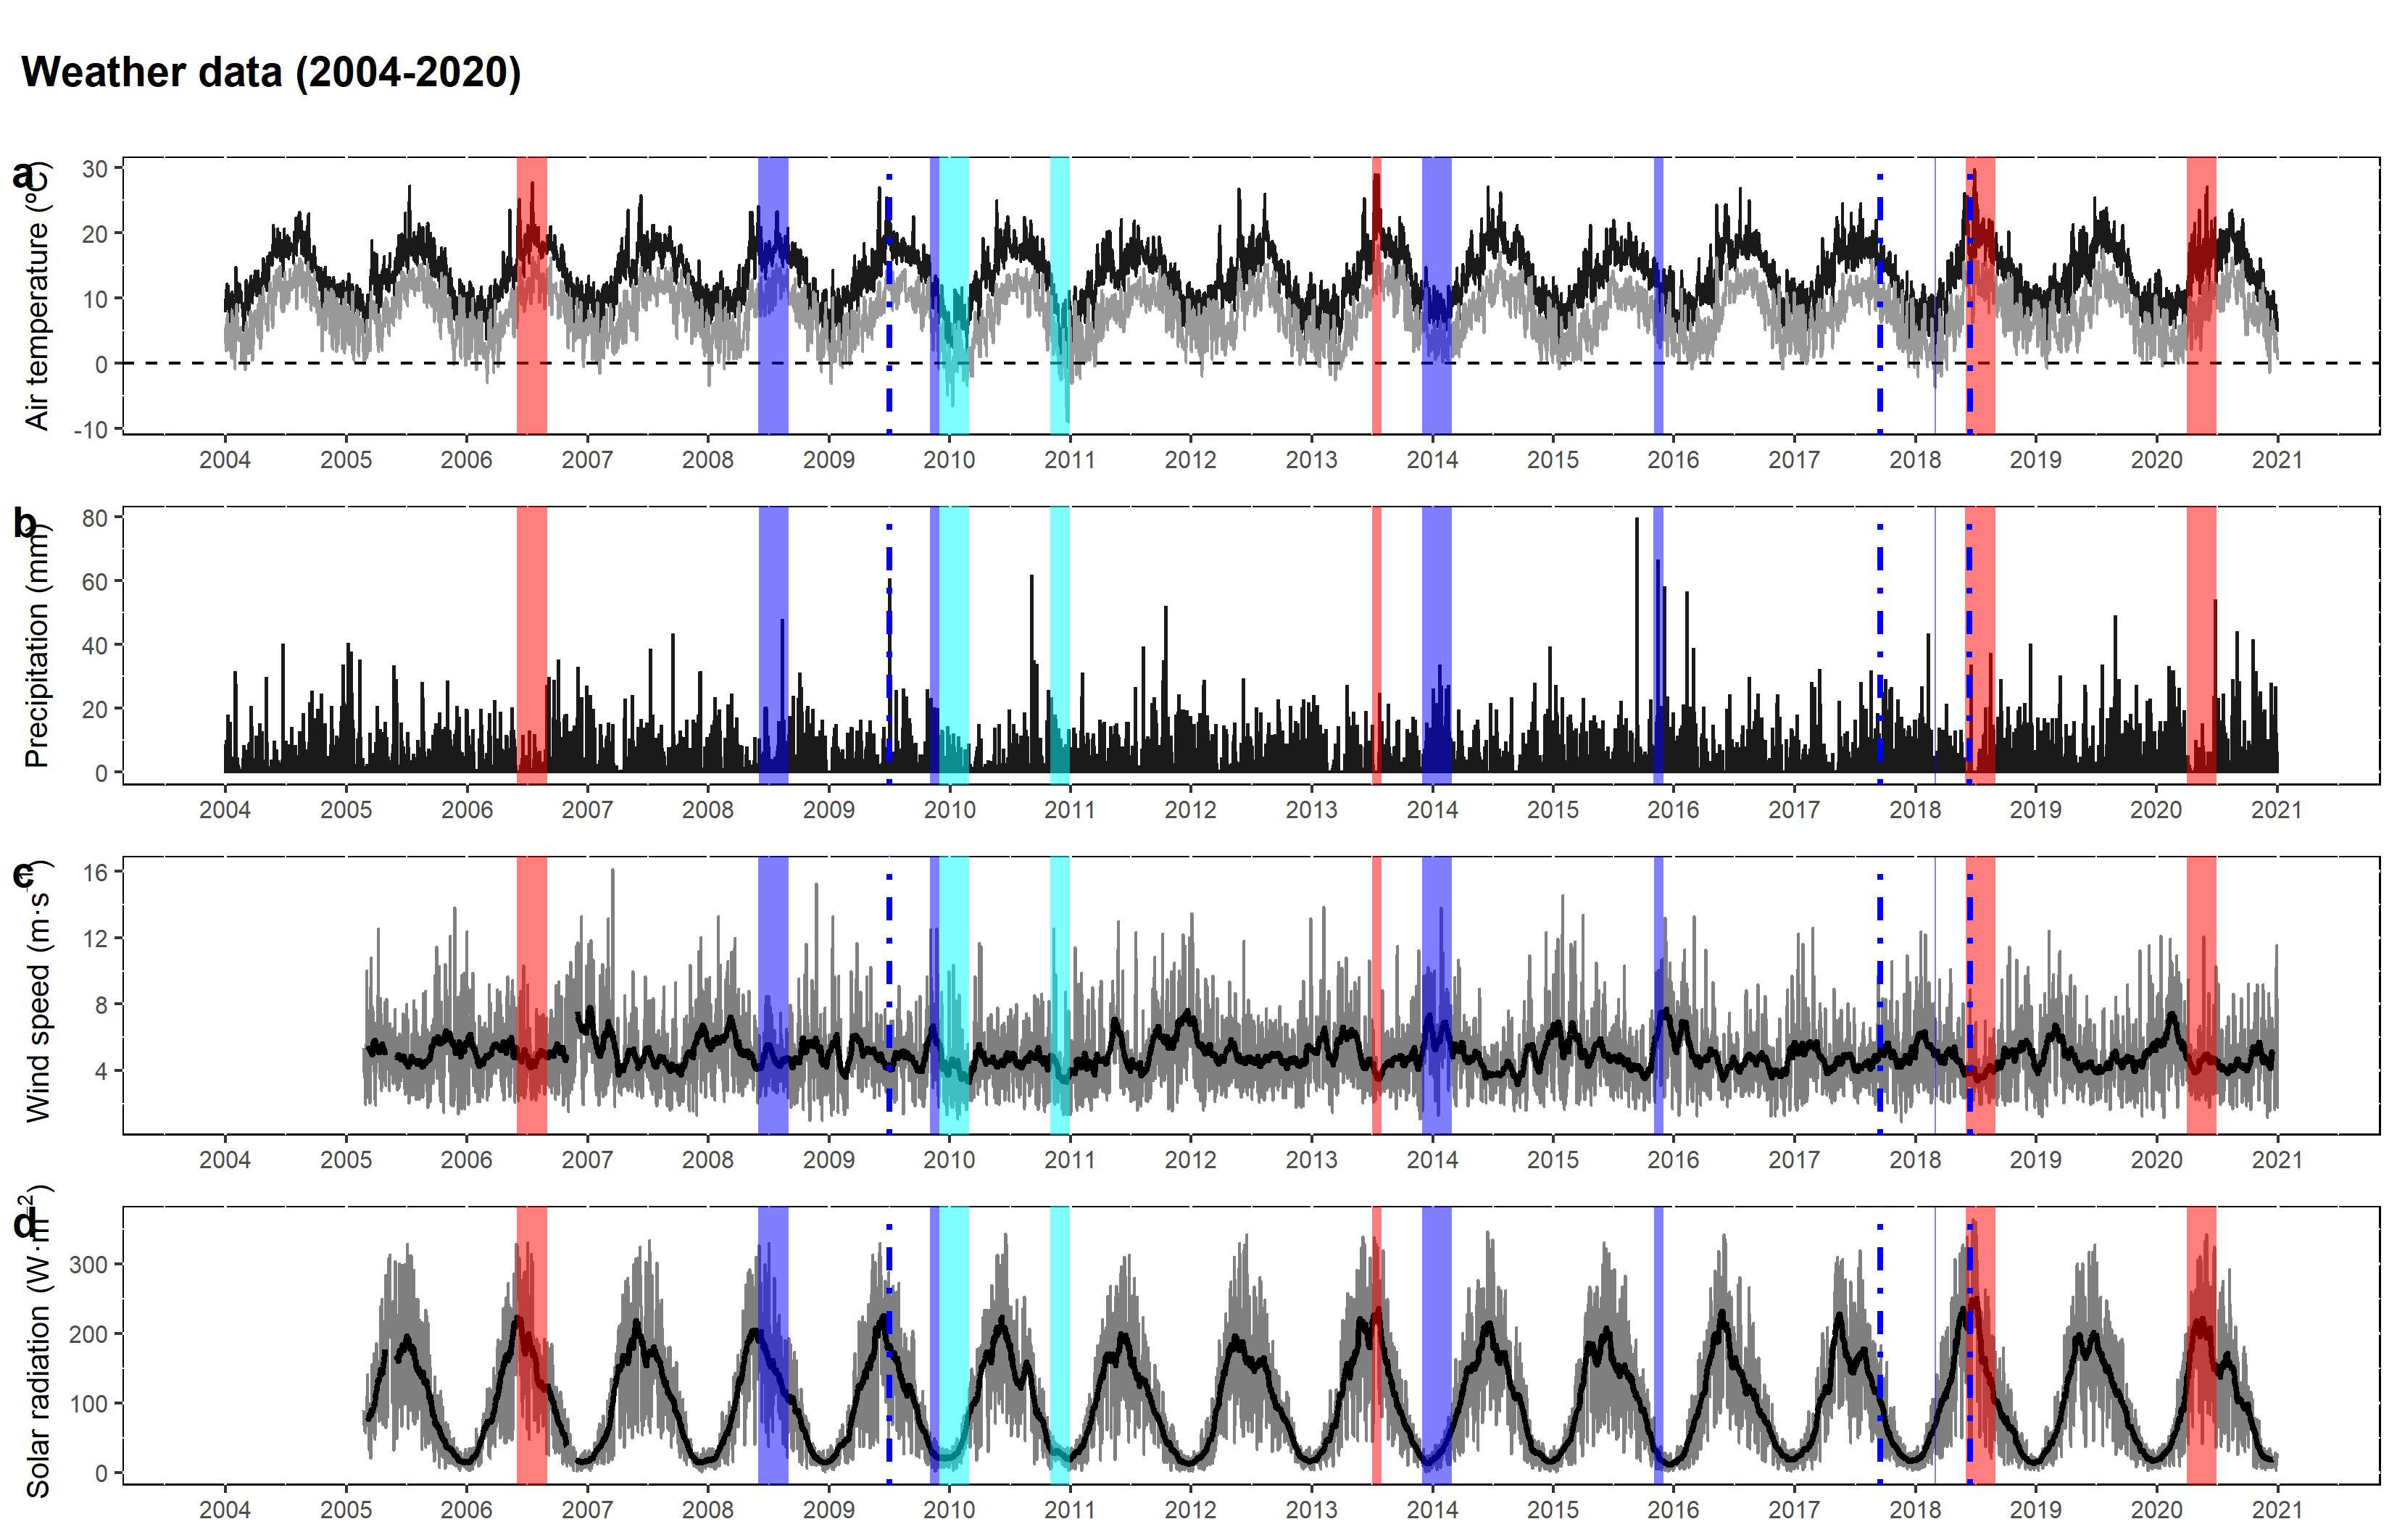 Weather data (2004-2020)
a
Air temperature (ºC)
30
20
10
0
-10
2004 2005 2006 2007 2008 2009 2010 2011 2012 2013 2014 2015 2016 2017 2018 2019 2020 2021
b
Precipitation (mm)
80
60
40
20
0
2004 2005 2006 2007 2008 2009 2010 2011 2012 2013 2014 2015 2016 2017 2018 2019 2020 2021
c
Wind speed (m·s⁻¹)
16
12
8
4
2004 2005 2006 2007 2008 2009 2010 2011 2012 2013 2014 2015 2016 2017 2018 2019 2020 2021
d
Solar radiation (W·m⁻²)
300
200
100
0
2004 2005 2006 2007 2008 2009 2010 2011 2012 2013 2014 2015 2016 2017 2018 2019 2020 2021